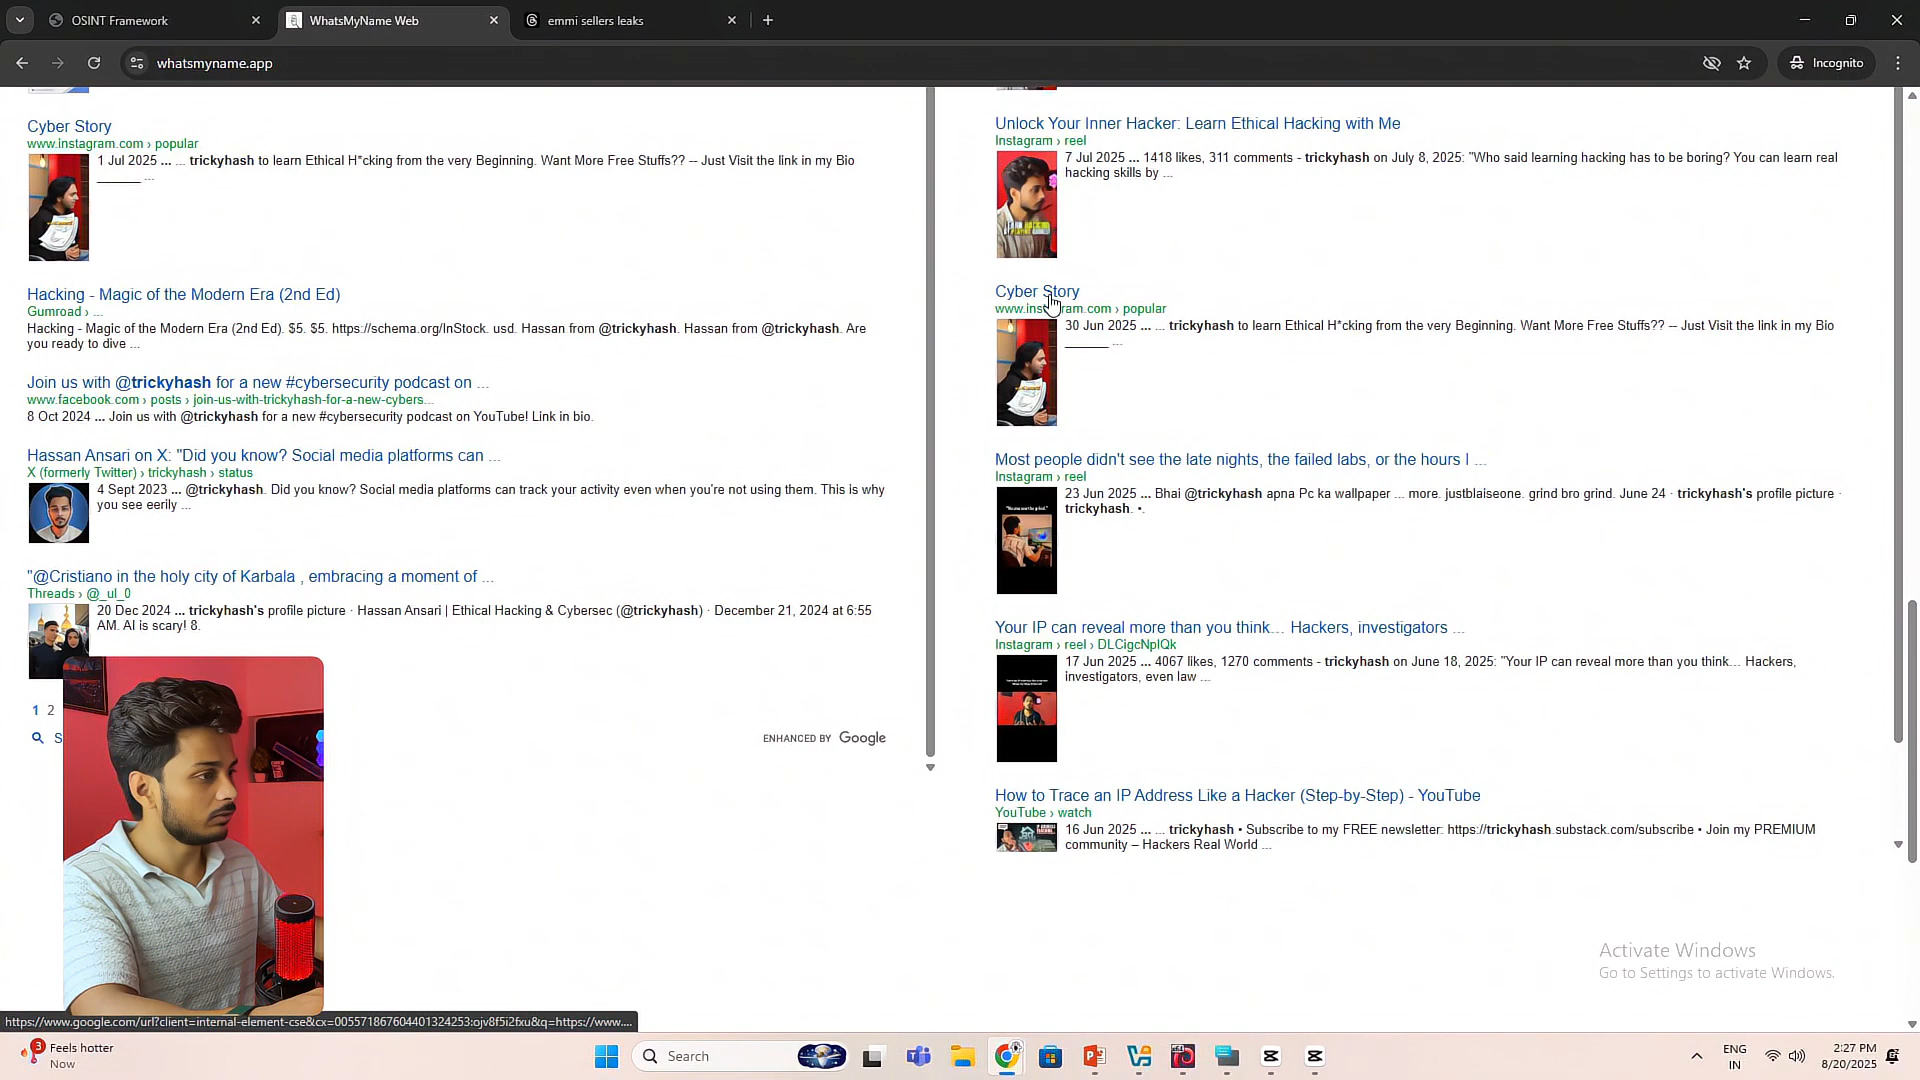 OSINT Framework
WhatsMyName Web
emmi sellers leaks
whatsmyname.app
Incognito
Cyber Story
www.instagram.com › popular
1 Jul 2025 ... ... trickyhash to learn Ethical H*cking from the very Beginning. Want More Free Stuffs?? -- Just Visit the link in my Bio
______ ...
Hacking - Magic of the Modern Era (2nd Ed)
Gumroad › ...
Hacking - Magic of the Modern Era (2nd Ed). $5. $5. https://schema.org/InStock. usd. Hassan from @trickyhash. Hassan from @trickyhash. Are
you ready to dive ...
Join us with @trickyhash for a new #cybersecurity podcast on ...
www.facebook.com › posts › join-us-with-trickyhash-for-a-new-cybers...
8 Oct 2024 ... Join us with @trickyhash for a new #cybersecurity podcast on YouTube! Link in bio.
Hassan Ansari on X: "Did you know? Social media platforms can ...
X (formerly Twitter) › trickyhash › status
4 Sept 2023 ... @trickyhash. Did you know? Social media platforms can track your activity even when you're not using them. This is why
you see eerily ...
"@Cristiano in the holy city of Karbala , embracing a moment of ...
Threads › @_ul_0
20 Dec 2024 ... trickyhash's profile picture · Hassan Ansari | Ethical Hacking & Cybersec (@trickyhash) · December 21, 2024 at 6:55
AM. AI is scary! 8.
1 2
S
ENHANCED BY Google
Unlock Your Inner Hacker: Learn Ethical Hacking with Me
Instagram › reel
7 Jul 2025 ... 1418 likes, 311 comments - trickyhash on July 8, 2025: "Who said learning hacking has to be boring? You can learn real
hacking skills by ...
Cyber Story
www.instagram.com › popular
30 Jun 2025 ... ... trickyhash to learn Ethical H*cking from the very Beginning. Want More Free Stuffs?? -- Just Visit the link in my Bio
______ ...
Most people didn't see the late nights, the failed labs, or the hours I ...
Instagram › reel
23 Jun 2025 ... Bhai @trickyhash apna Pc ka wallpaper ... more. justblaiseone. grind bro grind. June 24 · trickyhash's profile picture ·
trickyhash. •.
Your IP can reveal more than you think… Hackers, investigators ...
Instagram › reel › DLCigcNplQk
17 Jun 2025 ... 4067 likes, 1270 comments - trickyhash on June 18, 2025: "Your IP can reveal more than you think… Hackers,
investigators, even law ...
How to Trace an IP Address Like a Hacker (Step-by-Step) - YouTube
YouTube › watch
16 Jun 2025 ... ... trickyhash • Subscribe to my FREE newsletter: https://trickyhash.substack.com/subscribe • Join my PREMIUM
community – Hackers Real World ...
Activate Windows
Go to Settings to activate Windows.
https://www.google.com/url?client=internal-element-cse&cx=005571867604401324253:ojv8f5i2fxu&q=https://www....
3
Feels hotter
Now
Search
ENG
IN
2:27 PM
8/20/2025